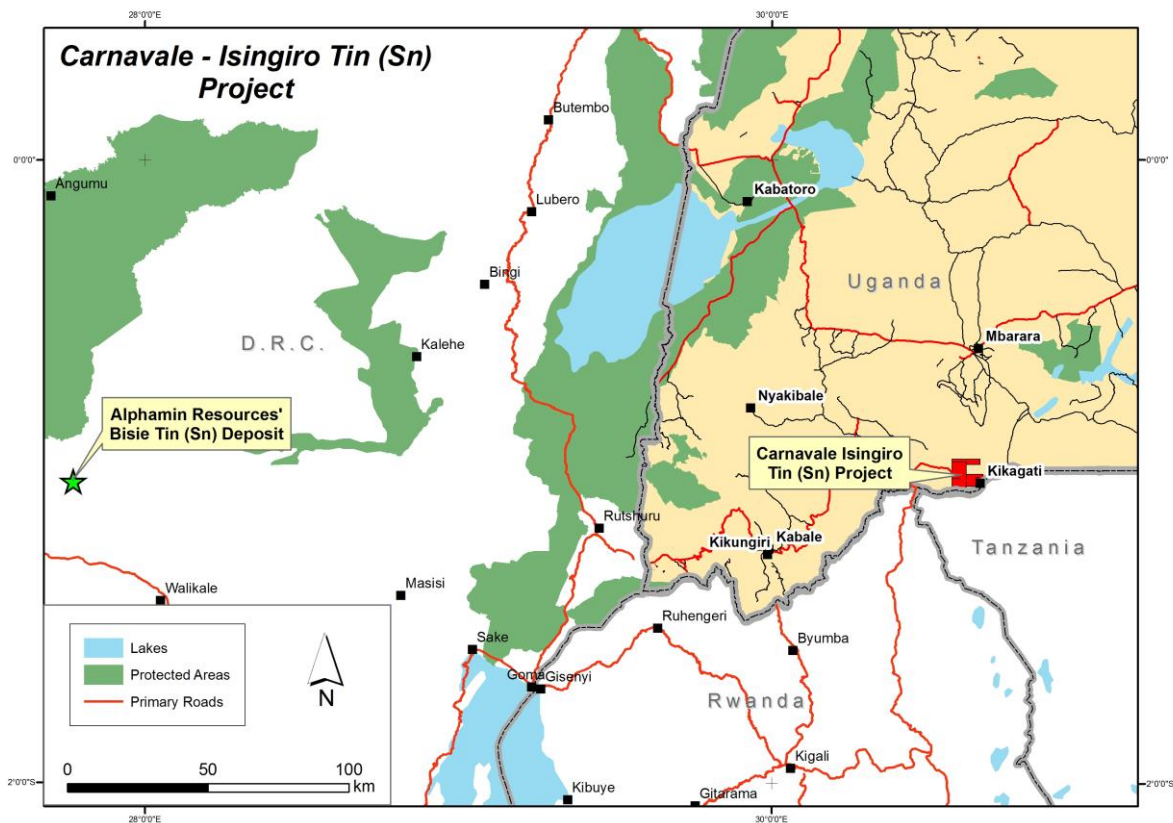 28°0'0"E
30°0'0"E
Carnavale - Isingiro Tin (Sn)
Project
Butembo
0°0'0"
0°0'0"
Angumu
Kabatoro
Lubero
Bingi
Uganda
D.R.C.
Mbarara
Kalehe
Alphamin Resources'
Bisie Tin (Sn) Deposit
Nyakibale
Carnavale Isingiro
Tin (Sn) Project
Kikagati
Rutshuru
Kikungiri
Kabale
Tanzania
Walikale
Masisi
Ruhengeri
Byumba
Sake
Lakes
Protected Areas
Primary Roads
N
Goma
Gisenyi
Rwanda
Kigali
0 50 100
km
2°0'0"S
2°0'0"S
Kibuye
Gitarama
28°0'0"E
30°0'0"E